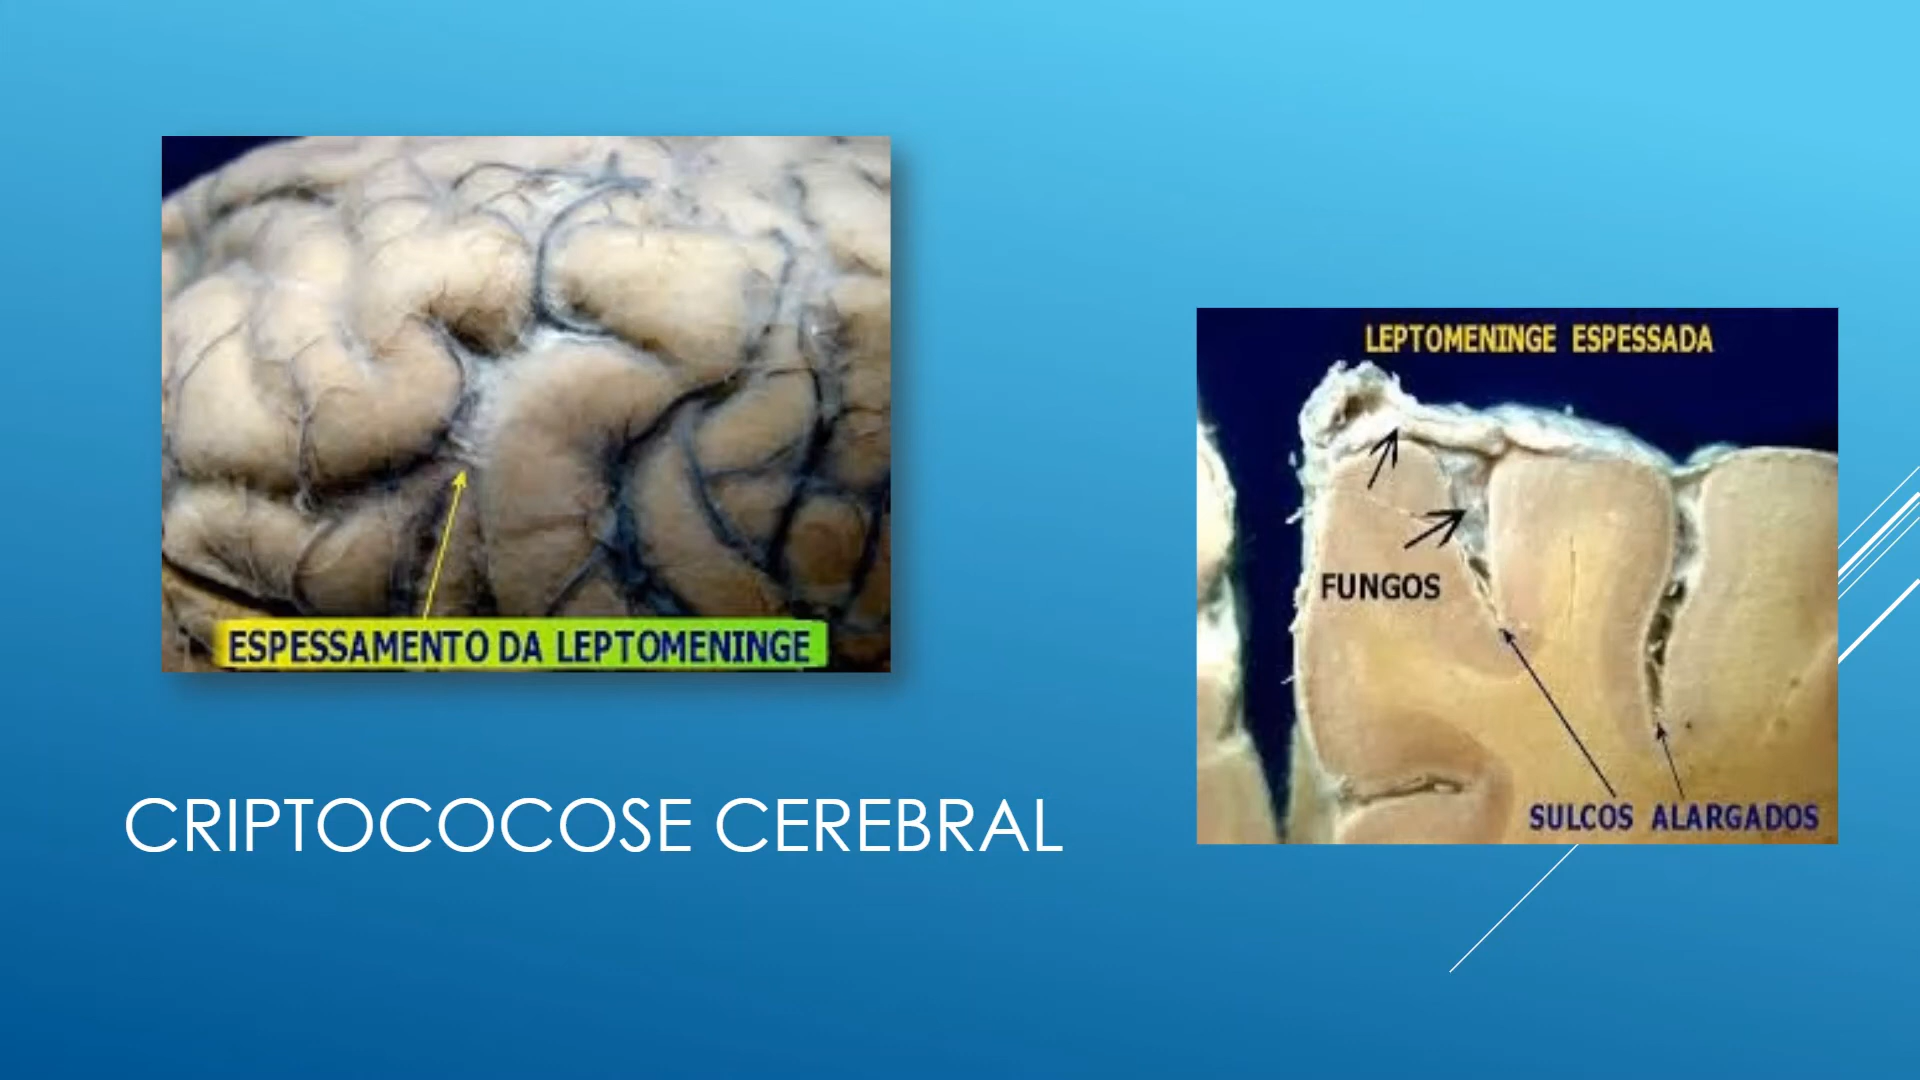 ESPESSAMENTO DA LEPTOMENINGE
CRIPTOCOCOSE CEREBRAL
LEPTOMENINGE ESPESSADA
FUNGOS
SULCOS ALARGADOS